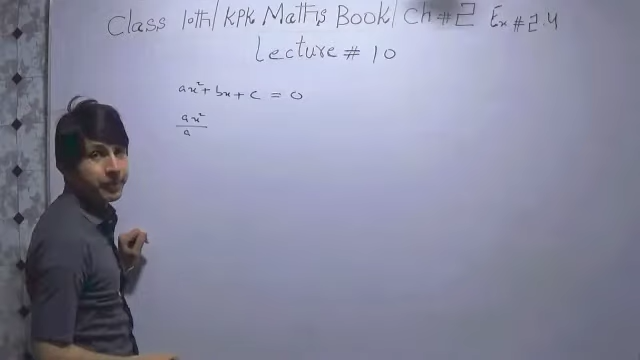 Class 10th/KPK Maths Book/Ch#2 Ex#2.4
Lecture # 10
ax²+bx+c = 0
ax²
a